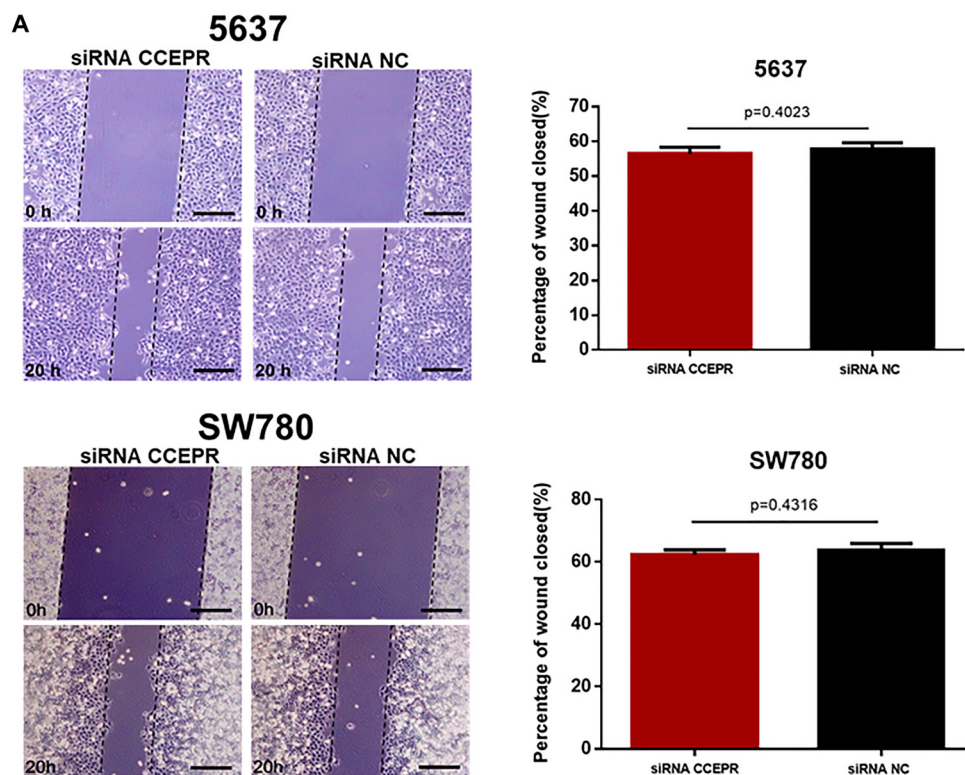 A
5637
siRNA CCEPR
siRNA NC
0 h
0 h
20 h
20 h
5637
Percentage of wound closed(%)
70
60
50
40
30
20
10
0
p=0.4023
siRNA CCEPR
siRNA NC
SW780
siRNA CCEPR
siRNA NC
0h
0h
20h
20h
SW780
Percentage of wound closed(%)
80
60
40
20
0
p=0.4316
siRNA CCEPR
siRNA NC